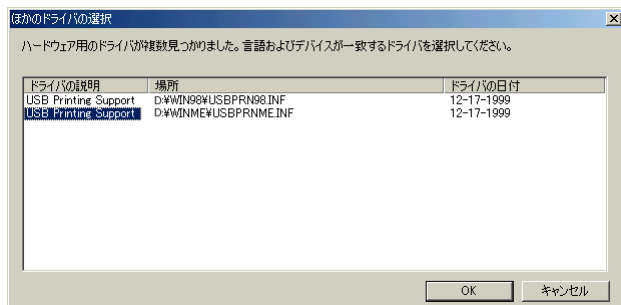 ほかのドライバの選択
ハードウェア用のドライバが複数見つかりました。言語およびデバイスが一致するドライバを選択してください。
ドライバの説明 場所 ドライバの日付
USB Printing Support D:¥WIN98¥USBPRN98.INF 12-17-1999
USB Printing Support D:¥WINME¥USBPRNME.INF 12-17-1999
OK キャンセル